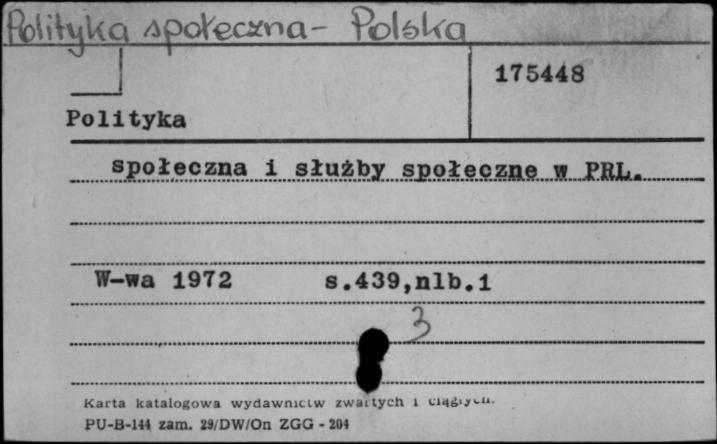 Polityka społeczna - Polska
175448
Polityka
społeczna i służby społeczne w PRL.
W-wa 1972 s.439,nlb.1
3
Karta katalogowa wydawnictw zwartych i ciągłych.
PU-B-144 zam. 29/DW/On ZGG - 204